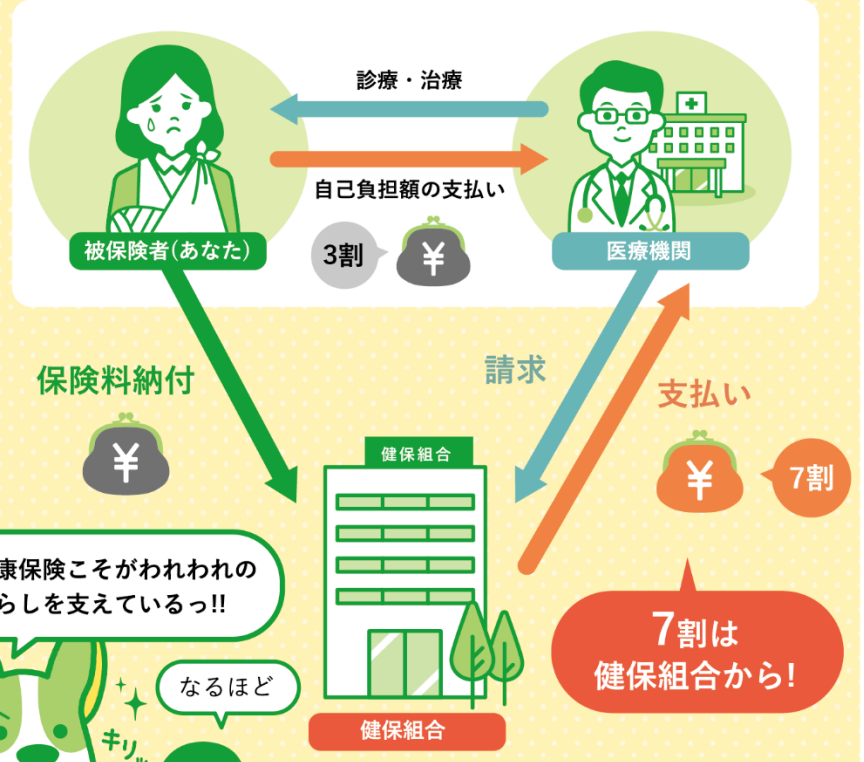 診療・治療
自己負担額の支払い
3割
¥
被保険者(あなた)
医療機関
保険料納付
¥
請求
支払い
¥
7割
健保組合
康保険こそがわれわれの
らしを支えているっ!!
7割は
健保組合から!
なるほど
キリッ
健保組合